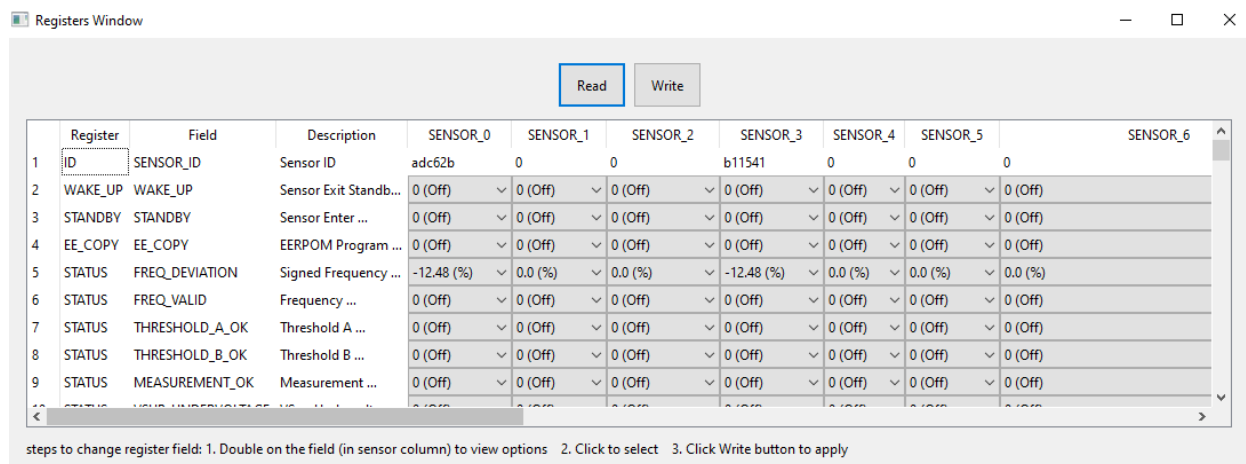 Registers Window
Read Write
Register Field Description SENSOR_0 SENSOR_1 SENSOR_2 SENSOR_3 SENSOR_4 SENSOR_5 SENSOR_6
1 ID SENSOR_ID Sensor ID adc62b 0 0 b11541 0 0 0
2 WAKE_UP WAKE_UP Sensor Exit Standb... 0 (Off) 0 (Off) 0 (Off) 0 (Off) 0 (Off) 0 (Off) 0 (Off)
3 STANDBY STANDBY Sensor Enter ... 0 (Off) 0 (Off) 0 (Off) 0 (Off) 0 (Off) 0 (Off) 0 (Off)
4 EE_COPY EE_COPY EERPOM Program ... 0 (Off) 0 (Off) 0 (Off) 0 (Off) 0 (Off) 0 (Off) 0 (Off)
5 STATUS FREQ_DEVIATION Signed Frequency ... -12.48 (%) 0.0 (%) 0.0 (%) -12.48 (%) 0.0 (%) 0.0 (%) 0.0 (%)
6 STATUS FREQ_VALID Frequency ... 0 (Off) 0 (Off) 0 (Off) 0 (Off) 0 (Off) 0 (Off) 0 (Off)
7 STATUS THRESHOLD_A_OK Threshold A ... 0 (Off) 0 (Off) 0 (Off) 0 (Off) 0 (Off) 0 (Off) 0 (Off)
8 STATUS THRESHOLD_B_OK Threshold B ... 0 (Off) 0 (Off) 0 (Off) 0 (Off) 0 (Off) 0 (Off) 0 (Off)
9 STATUS MEASUREMENT_OK Measurement ... 0 (Off) 0 (Off) 0 (Off) 0 (Off) 0 (Off) 0 (Off) 0 (Off)
steps to change register field: 1. Double on the field (in sensor column) to view options 2. Click to select 3. Click Write button to apply